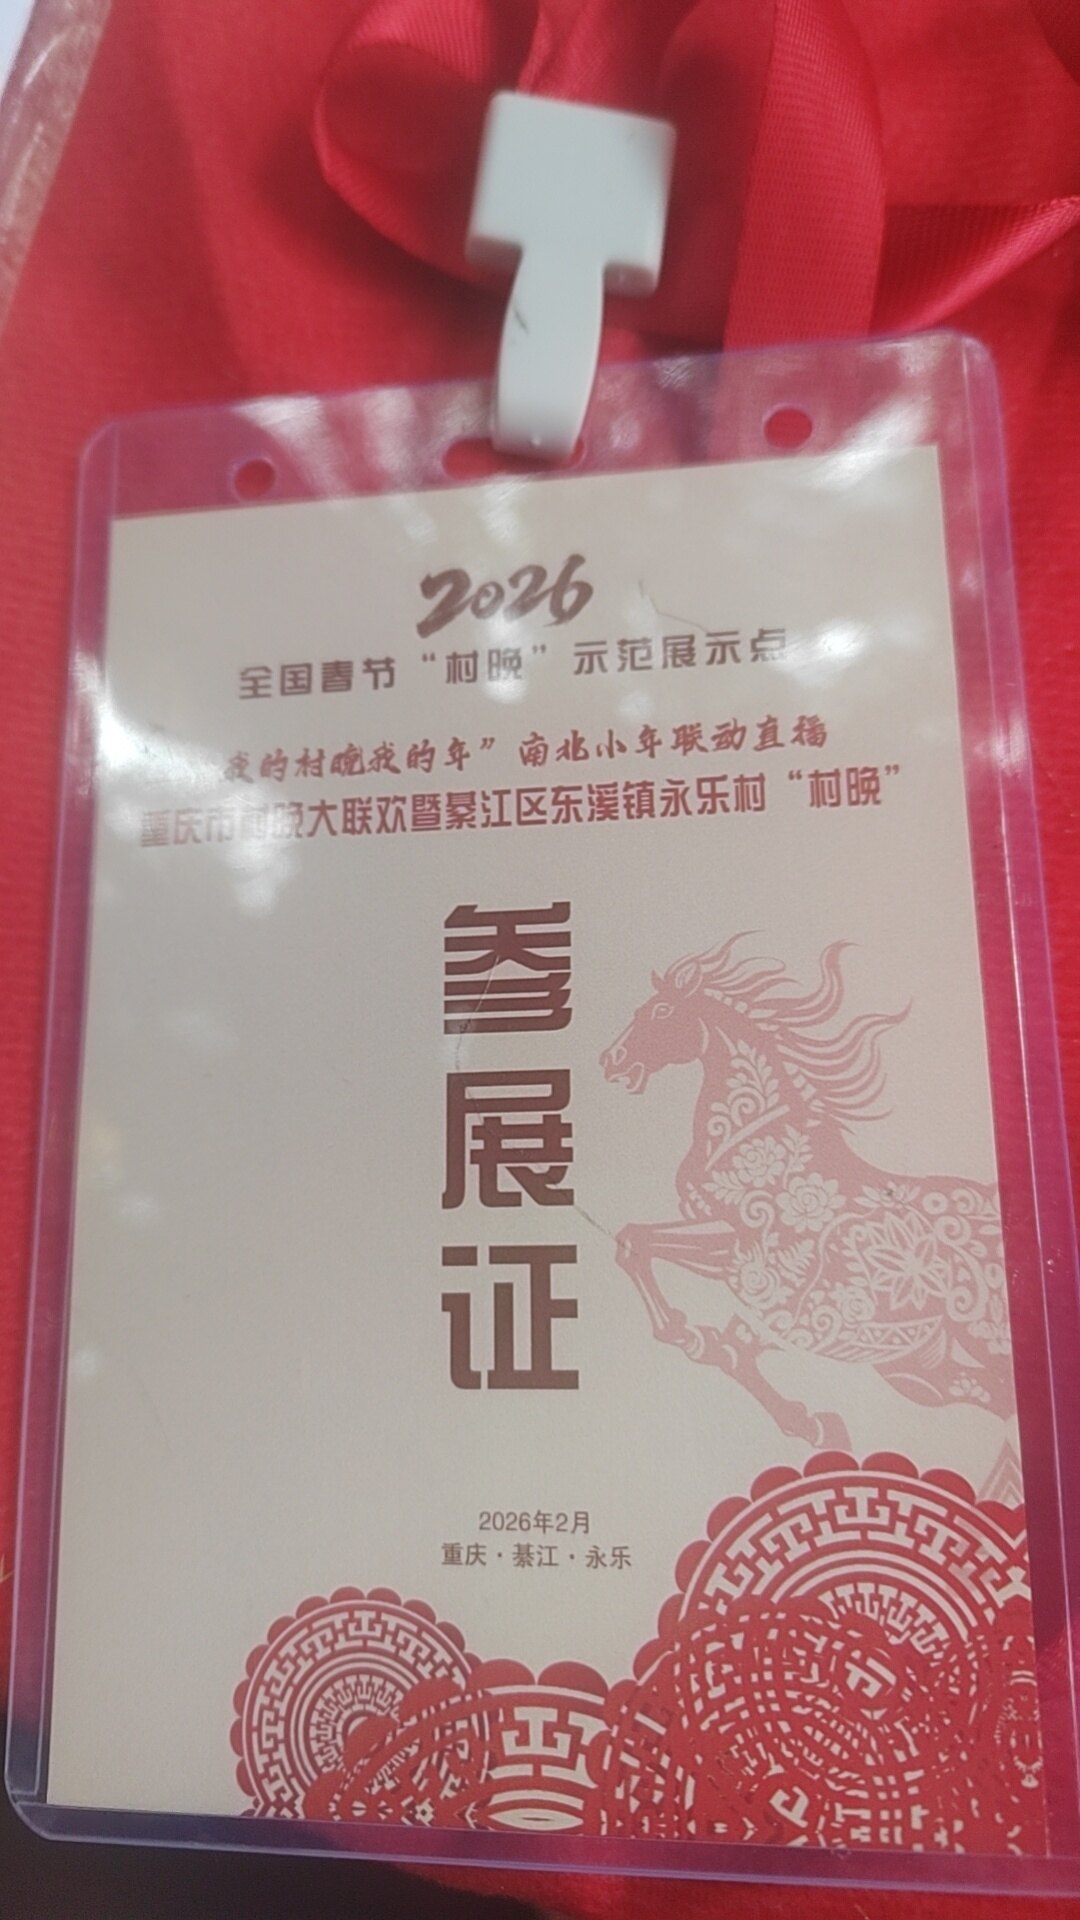 2026
全国春节“村晚”示范展示点
我的村晚我的年”南北小年联动直播
重庆市村晚大联欢暨綦江区东溪镇永乐村“村晚”
参
展
证
2026年2月
重庆·綦江·永乐